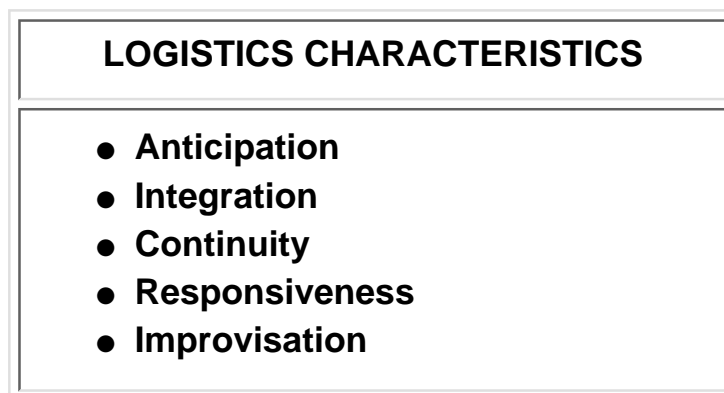 LOGISTICS CHARACTERISTICS
● Anticipation
● Integration
● Continuity
● Responsiveness
● Improvisation